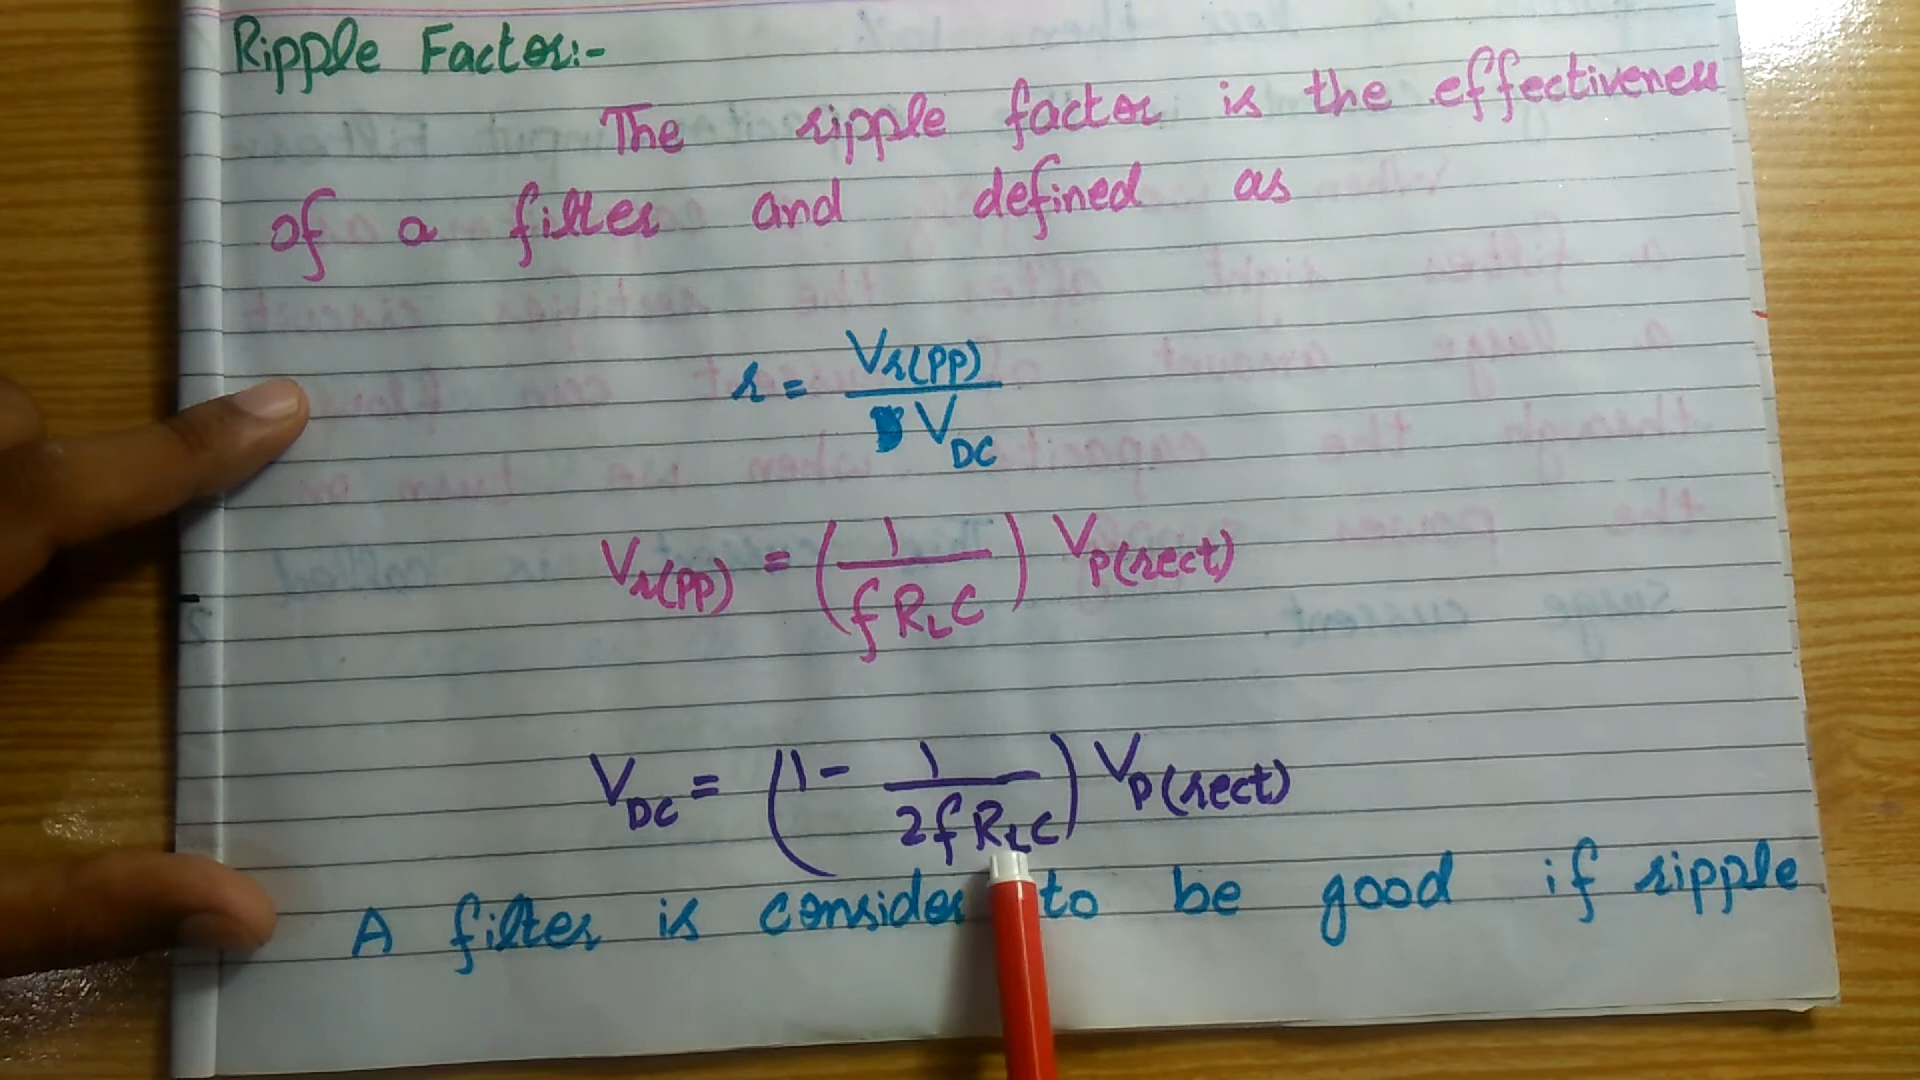 Ripple Factor:-
The ripple factor is the effectiveness
of a filter and defined as
r = Vr(PP) / VDC
Vr(PP) = (1 / fRLC) Vp(rect)
VDC = (1 - 1 / 2fRLC) Vp(rect)
A filter is consider to be good if ripple